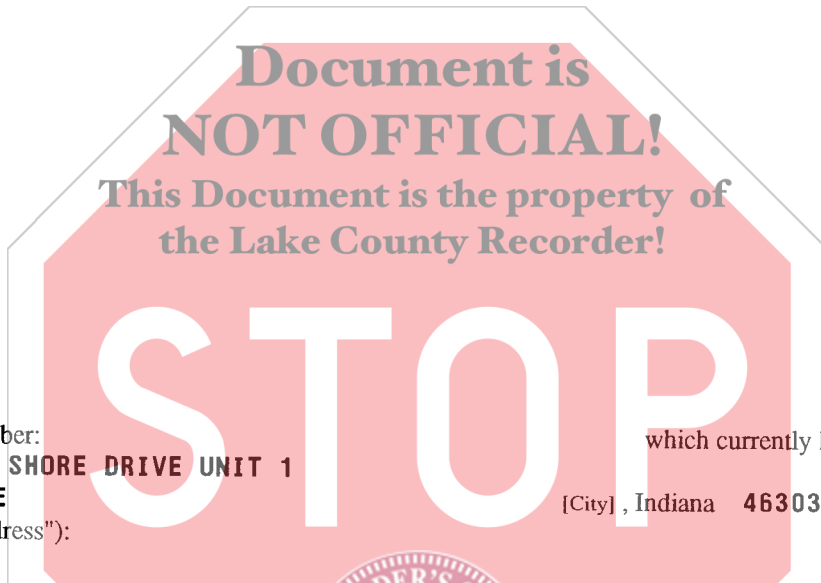 Document is
NOT OFFICIAL!
This Document is the property of
the Lake County Recorder!
STOP
ber:
which currently
SHORE DRIVE UNIT 1
E
[City] , Indiana 46303
dress"):
DER'S